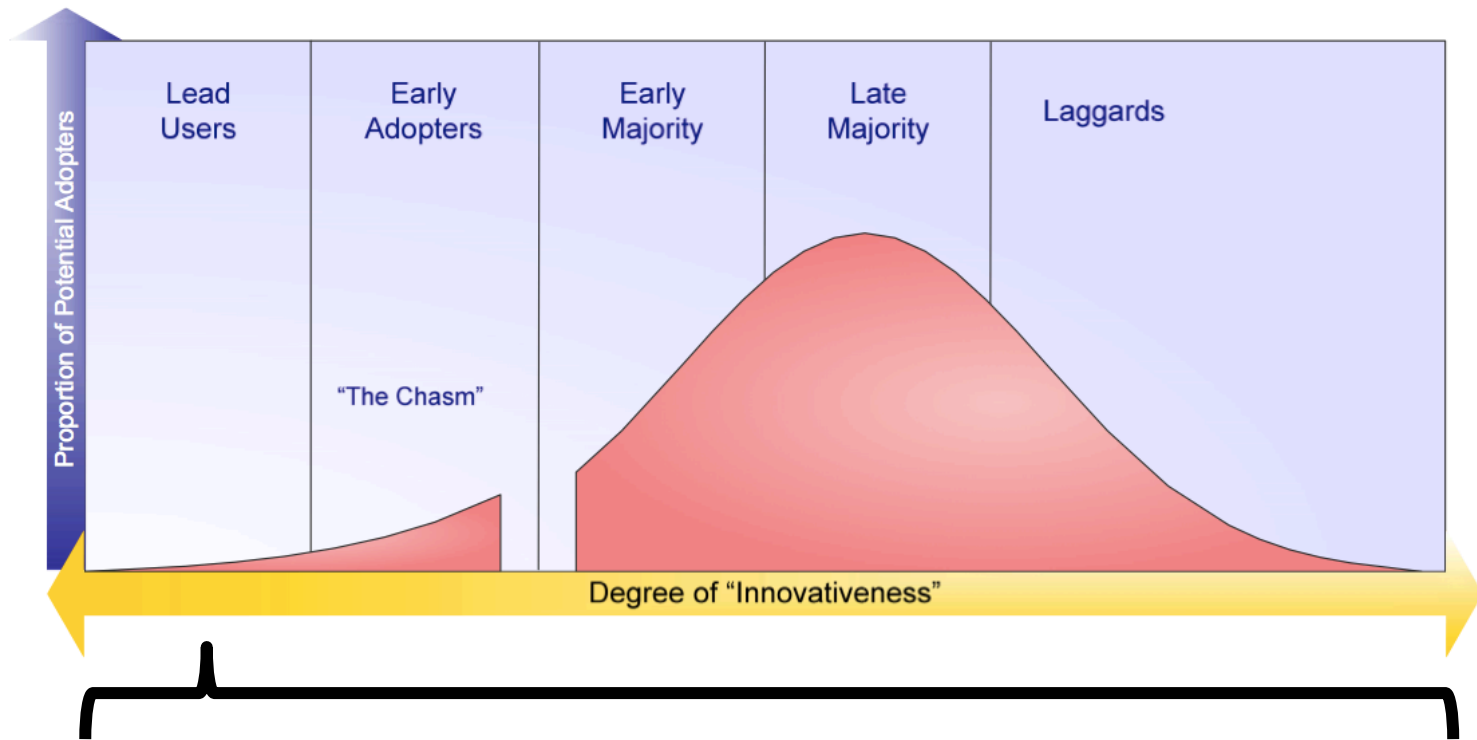 Proportion of Potential Adopters
Lead
Users
Early
Adopters
Early
Majority
Late
Majority
Laggards
“The Chasm”
Degree of “Innovativeness”